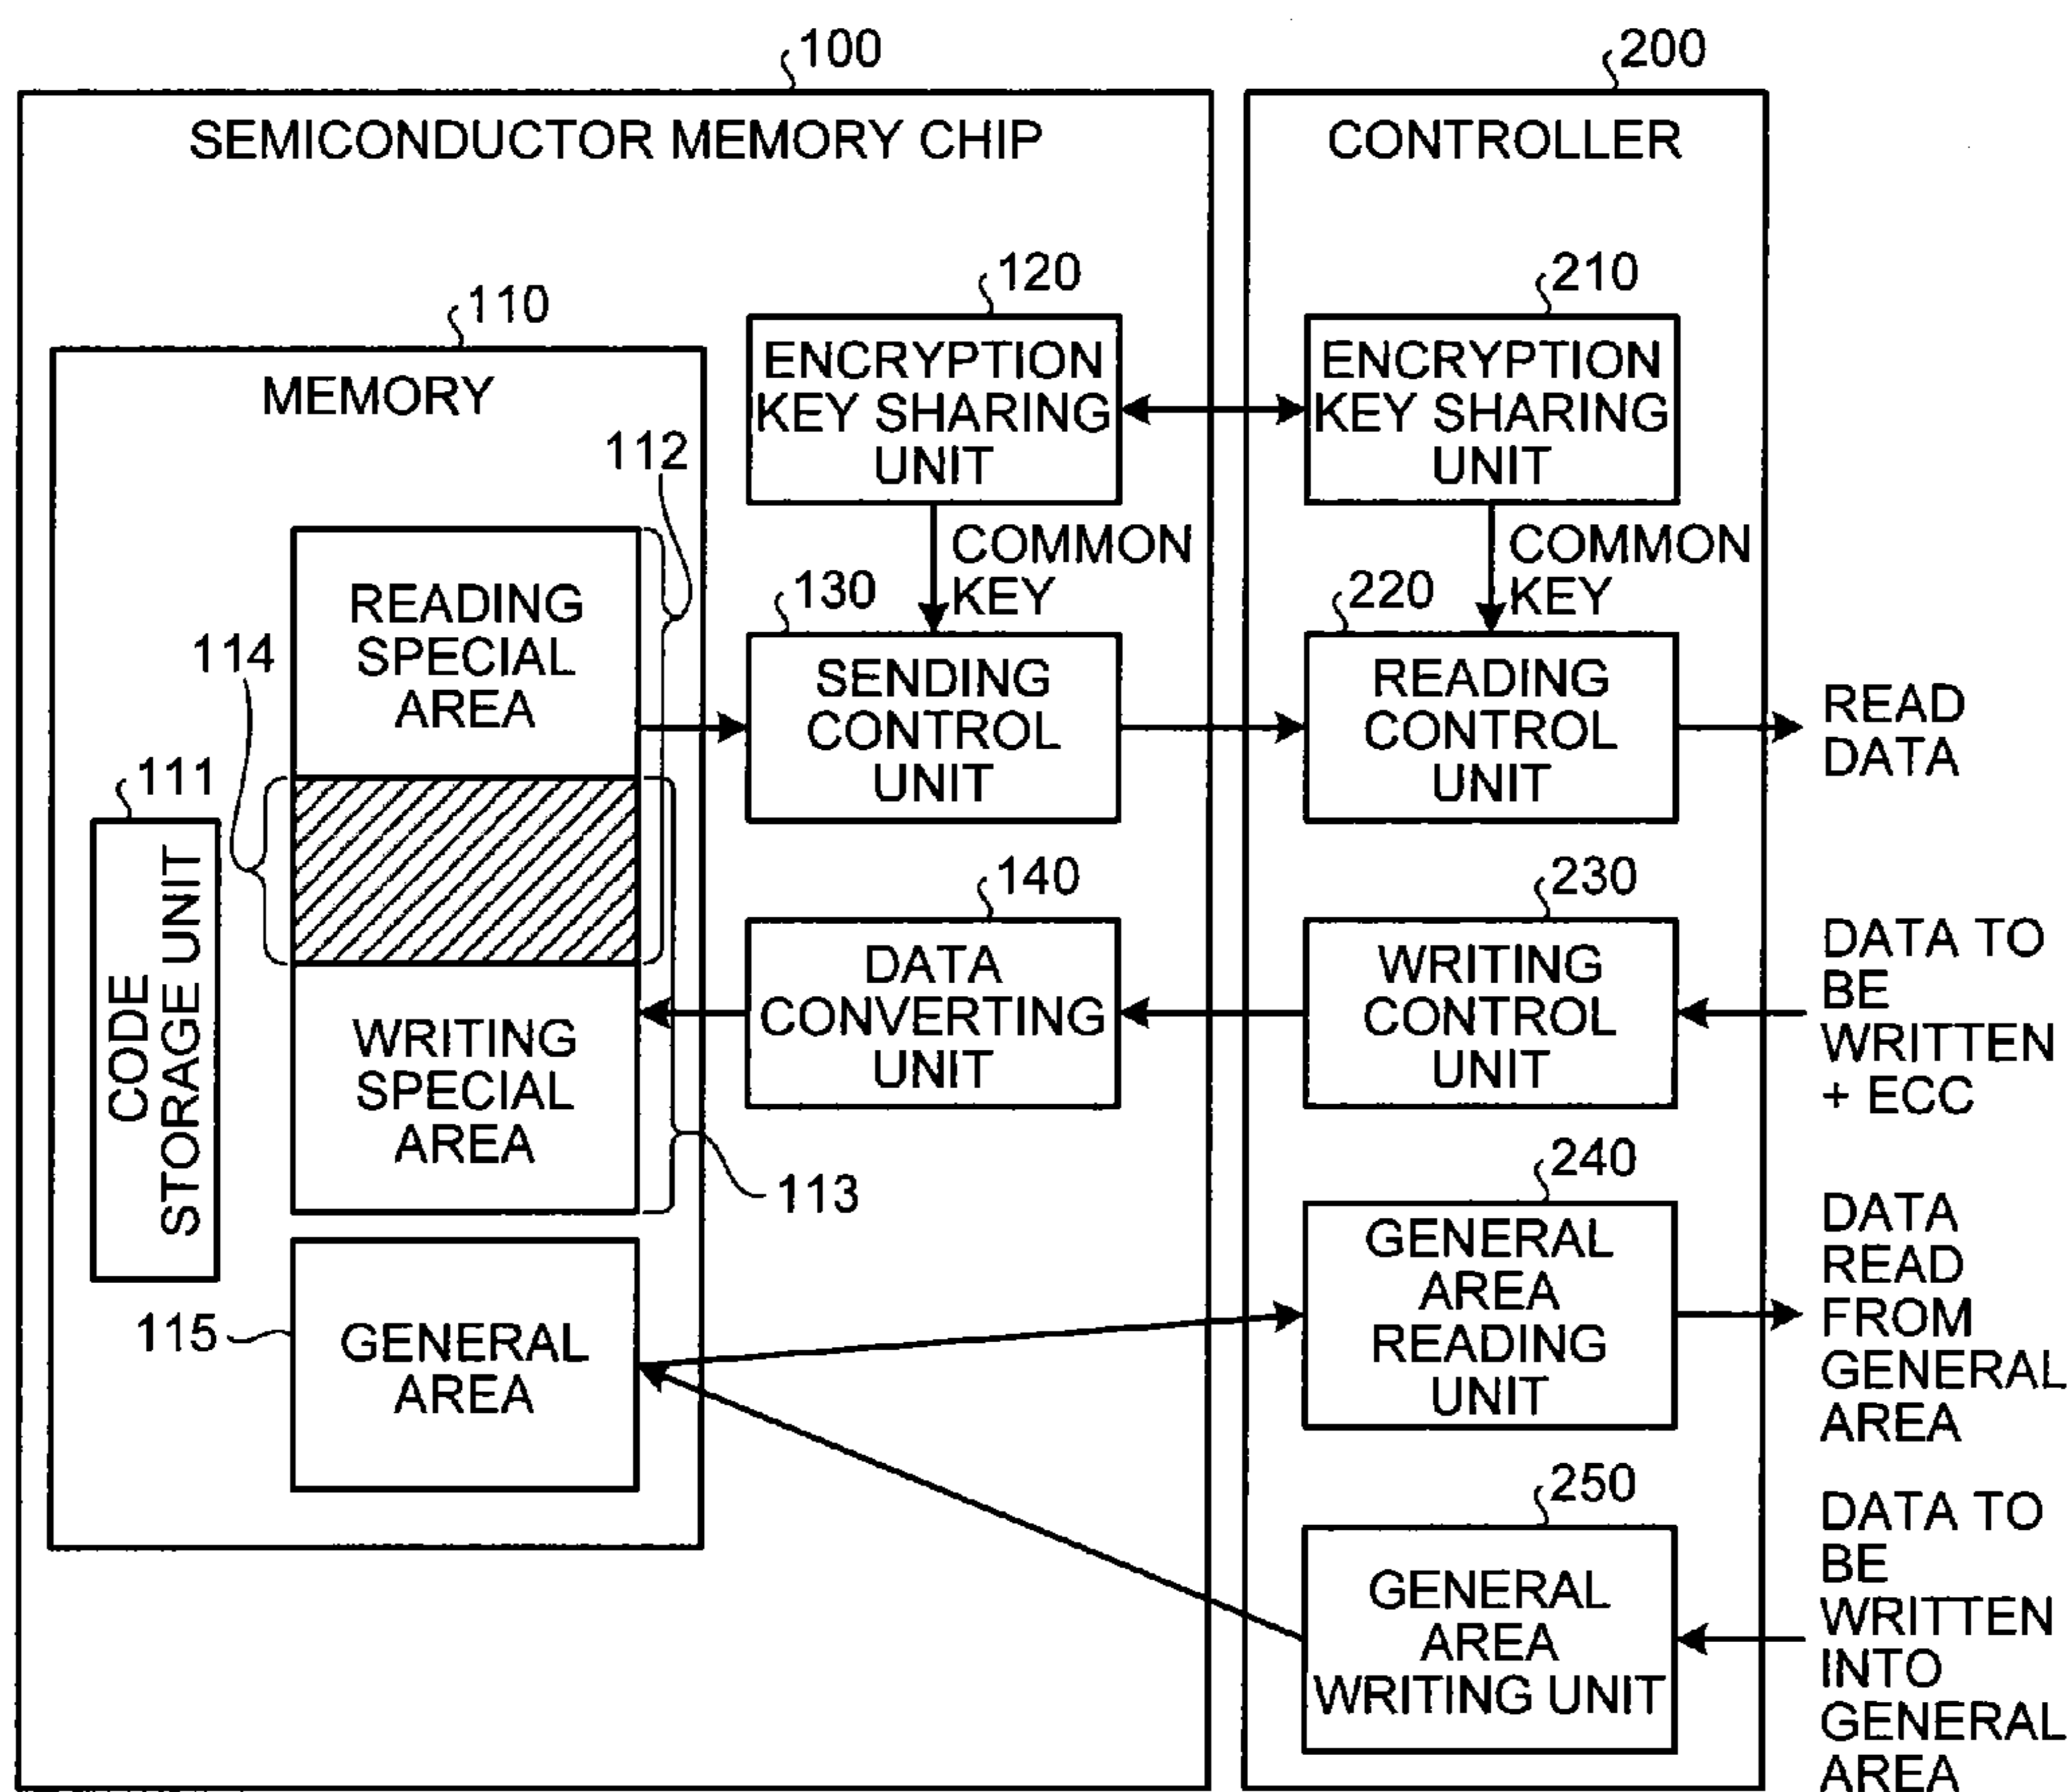 100
200
SEMICONDUCTOR MEMORY CHIP
CONTROLLER
110
MEMORY
120
ENCRYPTION
KEY SHARING
UNIT
210
ENCRYPTION
KEY SHARING
UNIT
112
COMMON
KEY
COMMON
KEY
READING
SPECIAL
AREA
114
130
SENDING
CONTROL
UNIT
220
READING
CONTROL
UNIT
READ
DATA
111
CODE
STORAGE UNIT
140
DATA
CONVERTING
UNIT
230
WRITING
CONTROL
UNIT
DATA TO
BE
WRITTEN
+ ECC
WRITING
SPECIAL
AREA
113
115
GENERAL
AREA
240
GENERAL
AREA
READING
UNIT
DATA
READ
FROM
GENERAL
AREA
250
GENERAL
AREA
WRITING UNIT
DATA TO
BE
WRITTEN
INTO
GENERAL
AREA